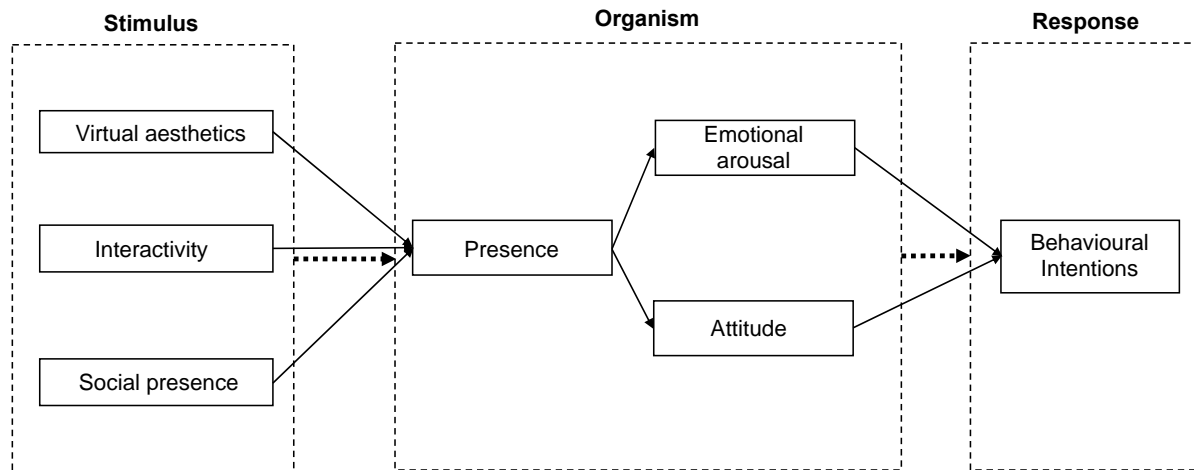 Stimulus
Organism
Response
Virtual aesthetics
Interactivity
Social presence
Presence
Emotional
arousal
Attitude
Behavioural
Intentions